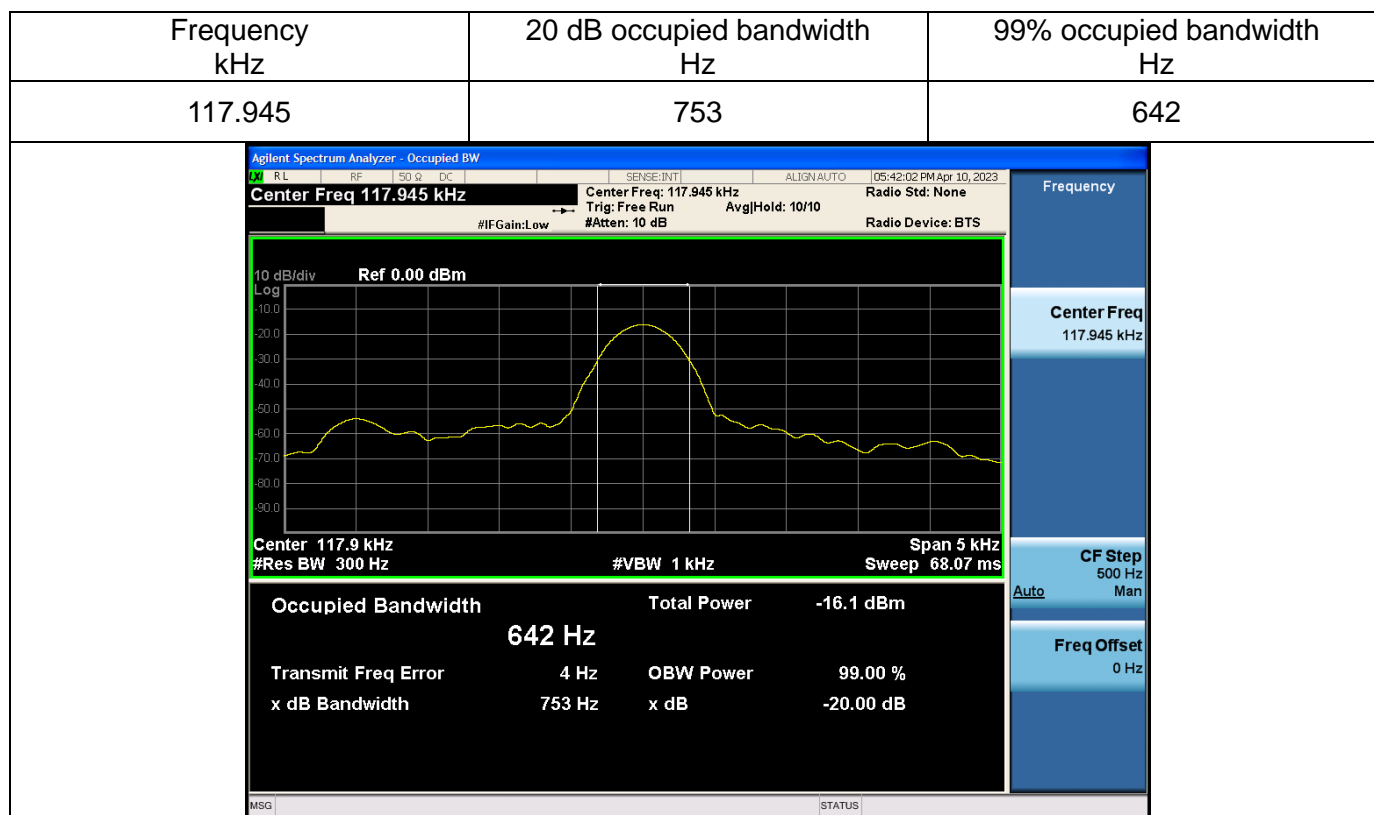 Frequency
kHz
20 dB occupied bandwidth
Hz
99% occupied bandwidth
Hz
117.945
753
642
Agilent Spectrum Analyzer - Occupied BW
LXI RL RF 50 Ω DC SENSE:INT ALIGN AUTO 05:42:02 PM Apr 10, 2023
Center Freq 117.945 kHz
Center Freq: 117.945 kHz
Radio Std: None
Trig: Free Run Avg|Hold: 10/10
#IFGain:Low #Atten: 10 dB Radio Device: BTS
10 dB/div Ref 0.00 dBm
Log
-10.0
-20.0
-30.0
-40.0
-50.0
-60.0
-70.0
-80.0
-90.0
Center 117.9 kHz Span 5 kHz
#Res BW 300 Hz #VBW 1 kHz Sweep 68.07 ms
Occupied Bandwidth Total Power -16.1 dBm
642 Hz
Transmit Freq Error 4 Hz OBW Power 99.00 %
x dB Bandwidth 753 Hz x dB -20.00 dB
MSG STATUS
Frequency
Center Freq
117.945 kHz
CF Step
500 Hz
Auto Man
Freq Offset
0 Hz